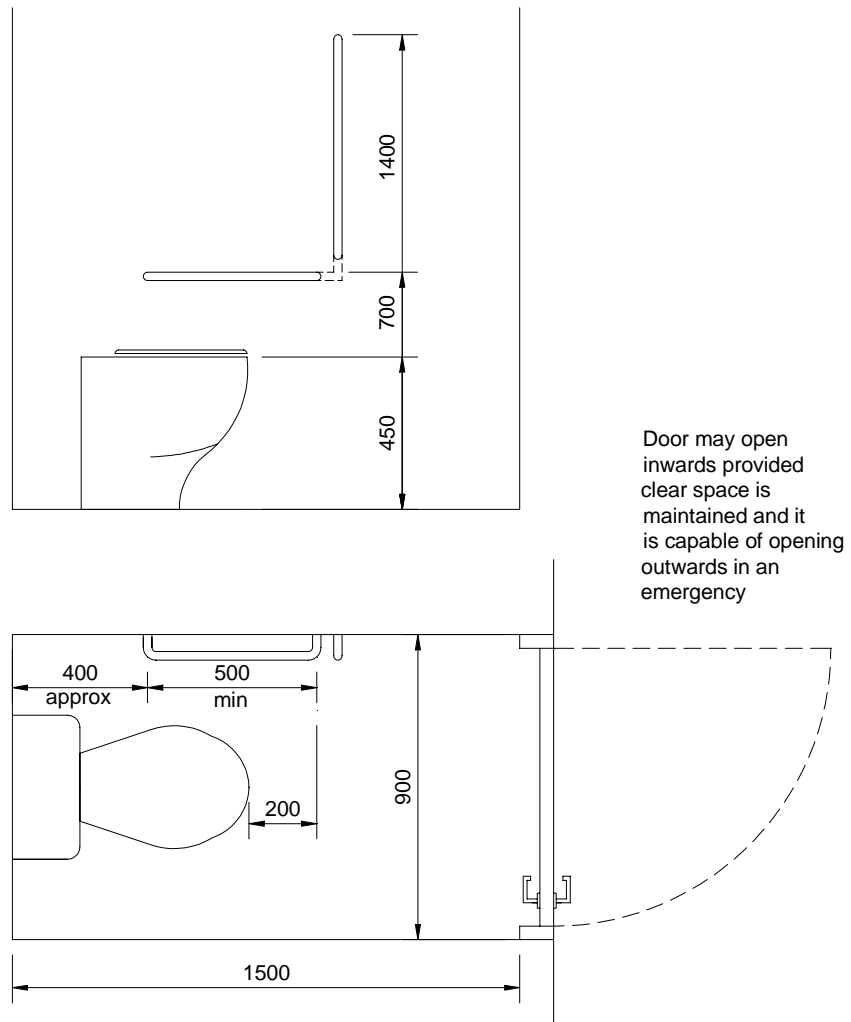 1400
700
450
Door may open
inwards provided
clear space is
maintained and it
is capable of opening
outwards in an
emergency
400
approx
500
min
200
900
1500